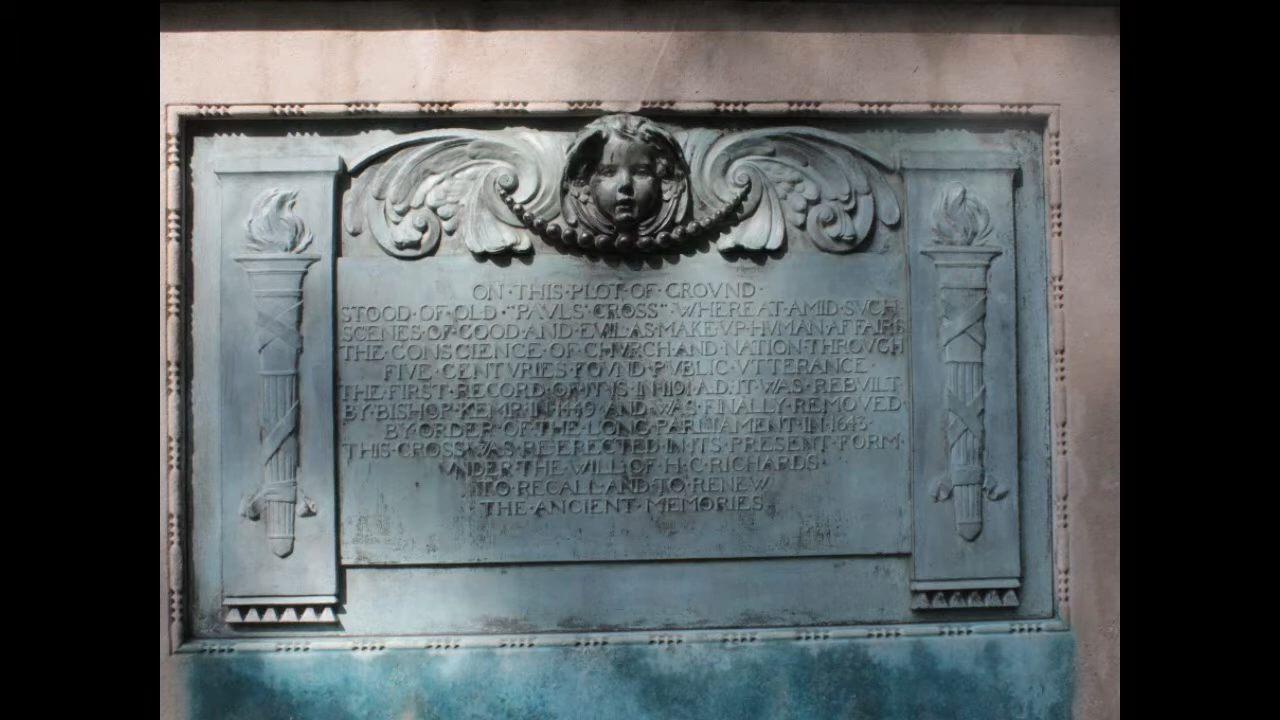 ON·THIS·PLOT·OF·GROVND·
STOOD·OF·OLD·"PAVLS'CROSS"·WHEREAT·AMID·SVCH
SCENES·OF·GOOD·AND·EVIL·AS·MAKE·VP·HVMAN·AFFAIRS
THE·CONSCIENCE·OF·CHVRCH·AND·NATION·THROVGH
FIVE·CENTVRIES·FOVND·PVBLIC·VTTERANCE·
THE·FIRST·RECORD·OF·IT·IS·IN·1191·A.D.·IT·WAS·REBVILT
BY·BISHOP·KEMP·IN·1449·AND·WAS·FINALLY·REMOVED·
BY·ORDER·OF·THE·LONG·PARLIAMENT·IN·1643·
THIS·CROSS·WAS·RE-ERECTED·IN·ITS·PRESENT·FORM·
VNDER·THE·WILL·OF·H·C·RICHARDS·
TO·RECALL·AND·TO·RENEW
THE·ANCIENT·MEMORIES·